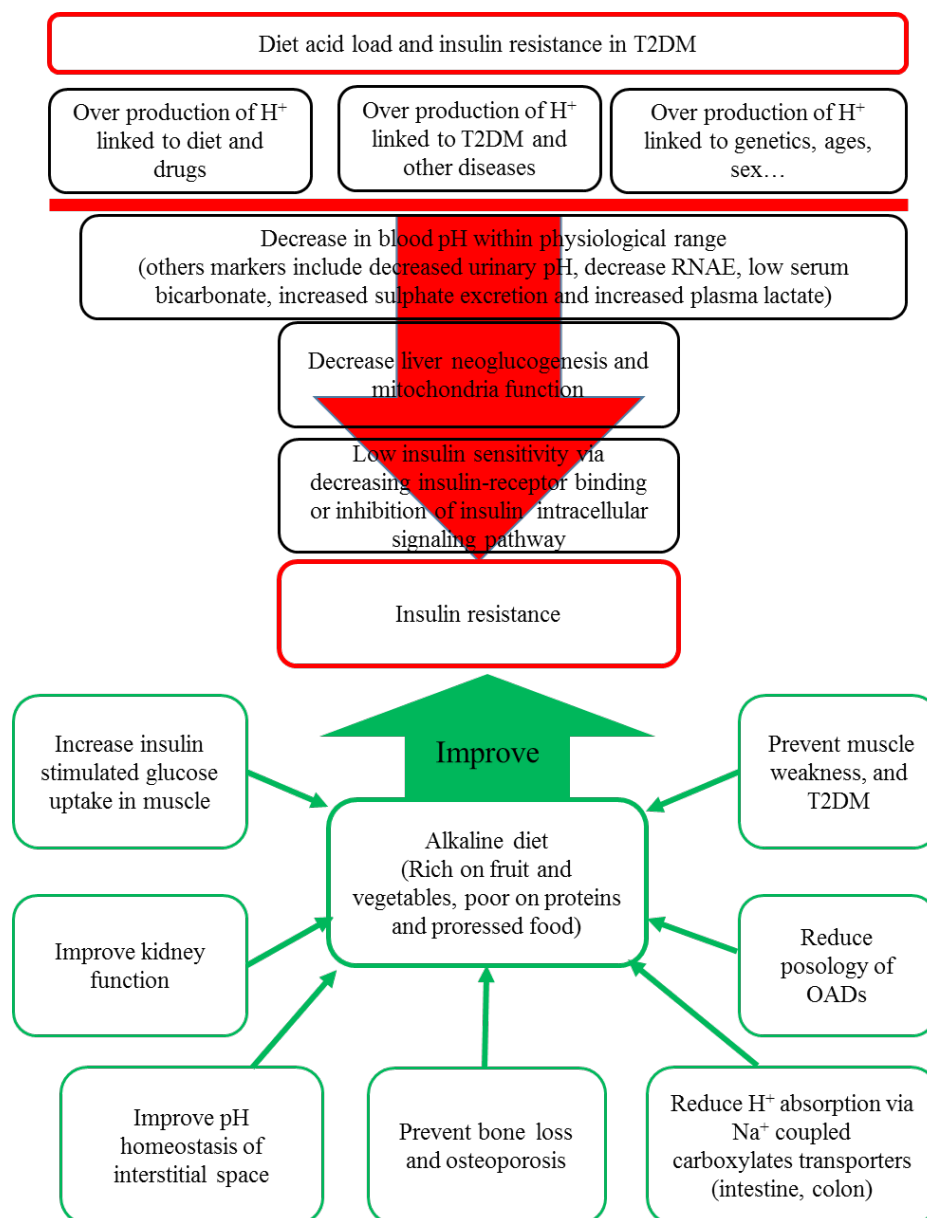 Diet acid load and insulin resistance in T2DM
Over production of H⁺
linked to diet and
drugs
Over production of H⁺
linked to T2DM and
other diseases
Over production of H⁺
linked to genetics, ages,
sex…
Decrease in blood pH within physiological range
(others markers include decreased urinary pH, decrease RNAE, low serum
bicarbonate, increased sulphate excretion and increased plasma lactate)
Decrease liver neoglucogenesis and
mitochondria function
Low insulin sensitivity via
decreasing insulin-receptor binding
or inhibition of insulin intracellular
signaling pathway
Insulin resistance
Improve
Increase insulin
stimulated glucose
uptake in muscle
Prevent muscle
weakness, and
T2DM
Alkaline diet
(Rich on fruit and
vegetables, poor on proteins
and proressed food)
Improve kidney
function
Reduce
posology of
OADs
Improve pH
homeostasis of
interstitial space
Prevent bone loss
and osteoporosis
Reduce H⁺ absorption via
Na⁺ coupled
carboxylates transporters
(intestine, colon)